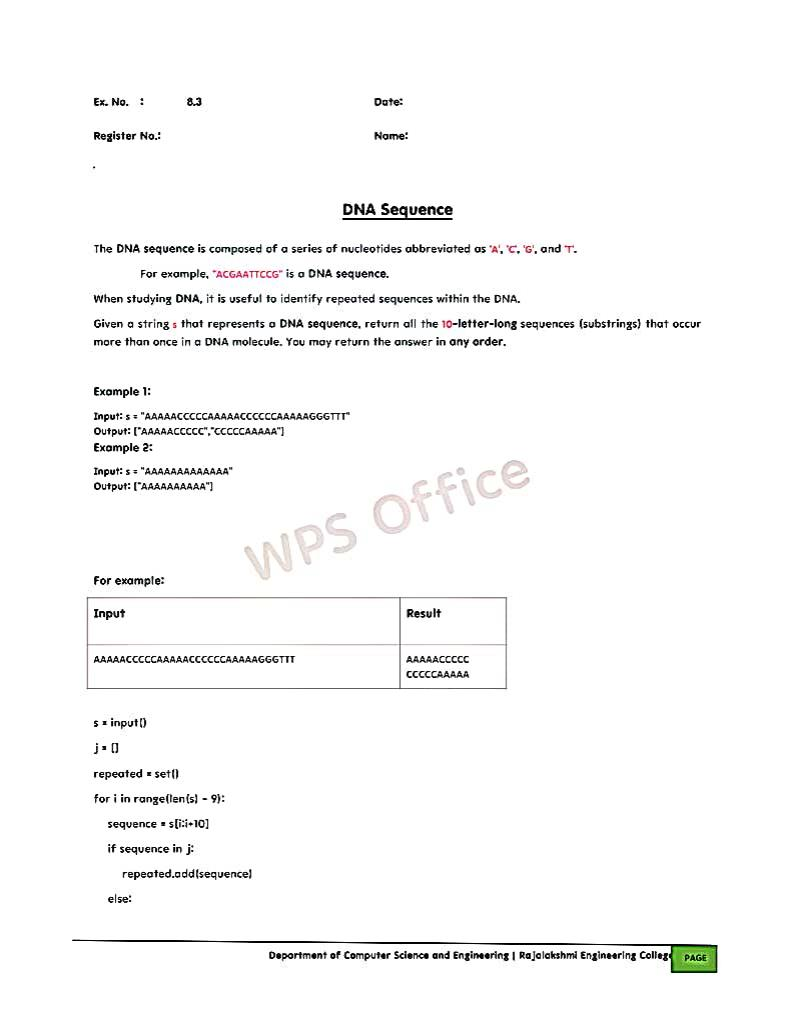 Ex. No. : 8.3 Date:
Register No.: Name:
.
DNA Sequence
The DNA sequence is composed of a series of nucleotides abbreviated as 'A', 'C', 'G', and 'T'.
For example, "ACGAATTCCG" is a DNA sequence.
When studying DNA, it is useful to identify repeated sequences within the DNA.
Given a string s that represents a DNA sequence, return all the 10-letter-long sequences (substrings) that occur
more than once in a DNA molecule. You may return the answer in any order.
Example 1:
Input: s = "AAAAACCCCCAAAAACCCCCCAAAAAGGGTTT"
Output: ["AAAAACCCCC","CCCCCAAAAA"]
Example 2:
Input: s = "AAAAAAAAAAAAA"
Output: ["AAAAAAAAAA"]
WPS Office
For example:
Input Result
AAAAACCCCCAAAAACCCCCCAAAAAGGGTTT AAAAACCCCC
CCCCCAAAAA
s = input()
j = []
repeated = set()
for i in range(len(s) - 9):
sequence = s[i:i+10]
if sequence in j:
repeated.add(sequence)
else:
Department of Computer Science and Engineering | Rajalakshmi Engineering College PAGE